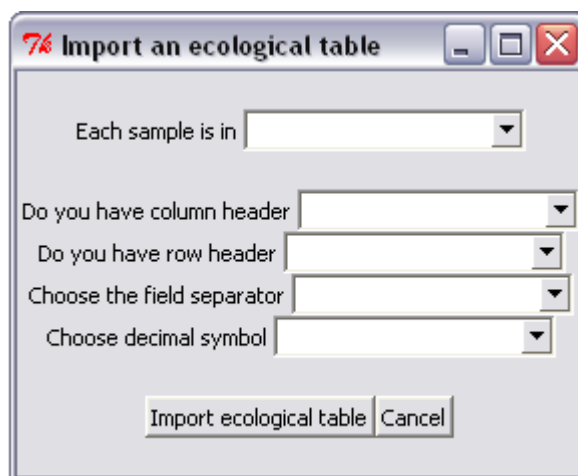 Import an ecological table
Each sample is in
Do you have column header
Do you have row header
Choose the field separator
Choose decimal symbol
Import ecological table Cancel